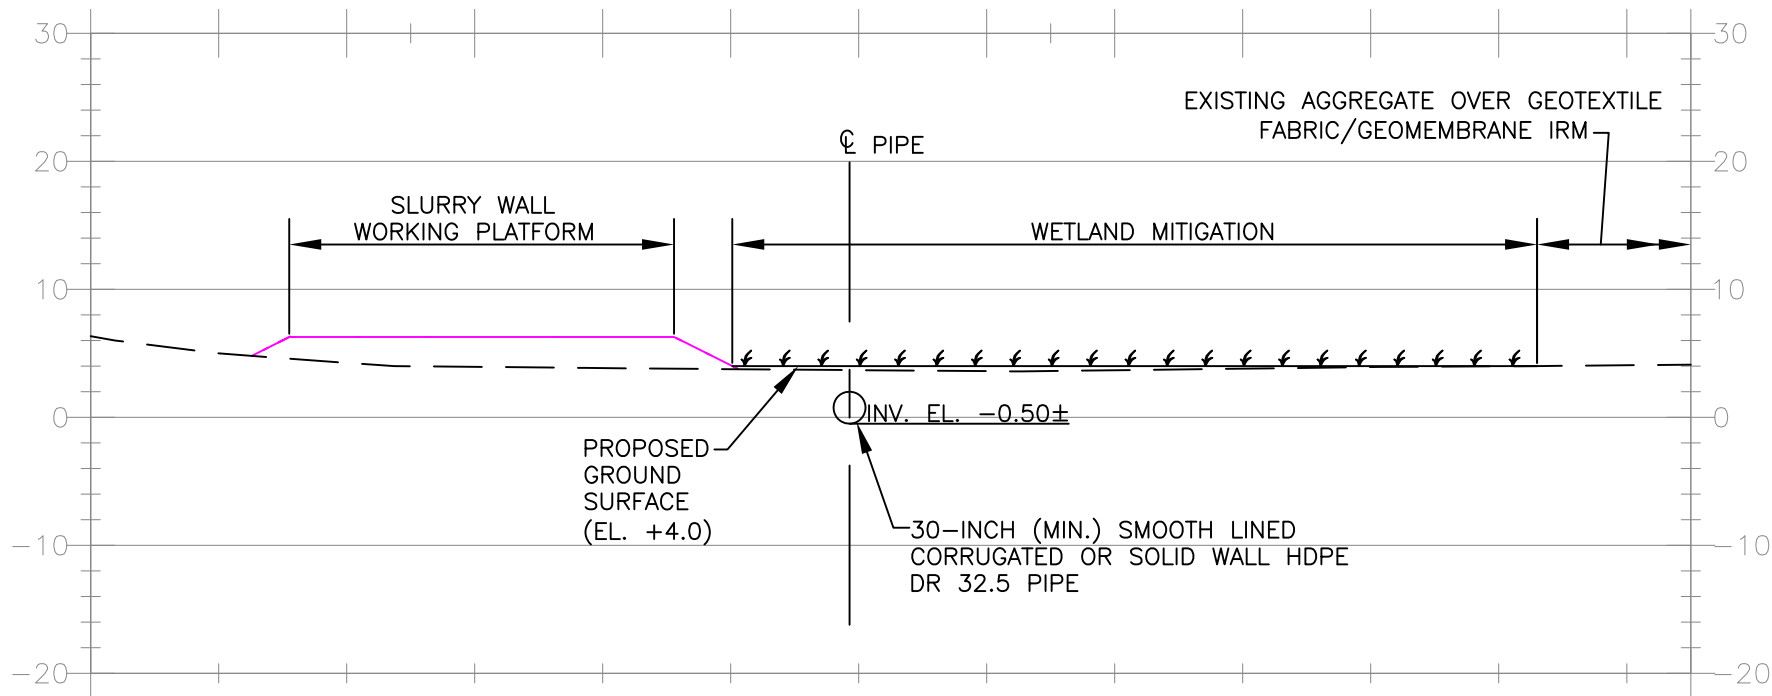 30
30
EXISTING AGGREGATE OVER GEOTEXTILE
FABRIC/GEOMEMBRANE IRM
℄ PIPE
20
20
SLURRY WALL
WORKING PLATFORM
WETLAND MITIGATION
10
10
0
INV. EL. -0.50±
0
PROPOSED
GROUND
SURFACE
(EL. +4.0)
30-INCH (MIN.) SMOOTH LINED
CORRUGATED OR SOLID WALL HDPE
DR 32.5 PIPE
-10
-10
-20
-20